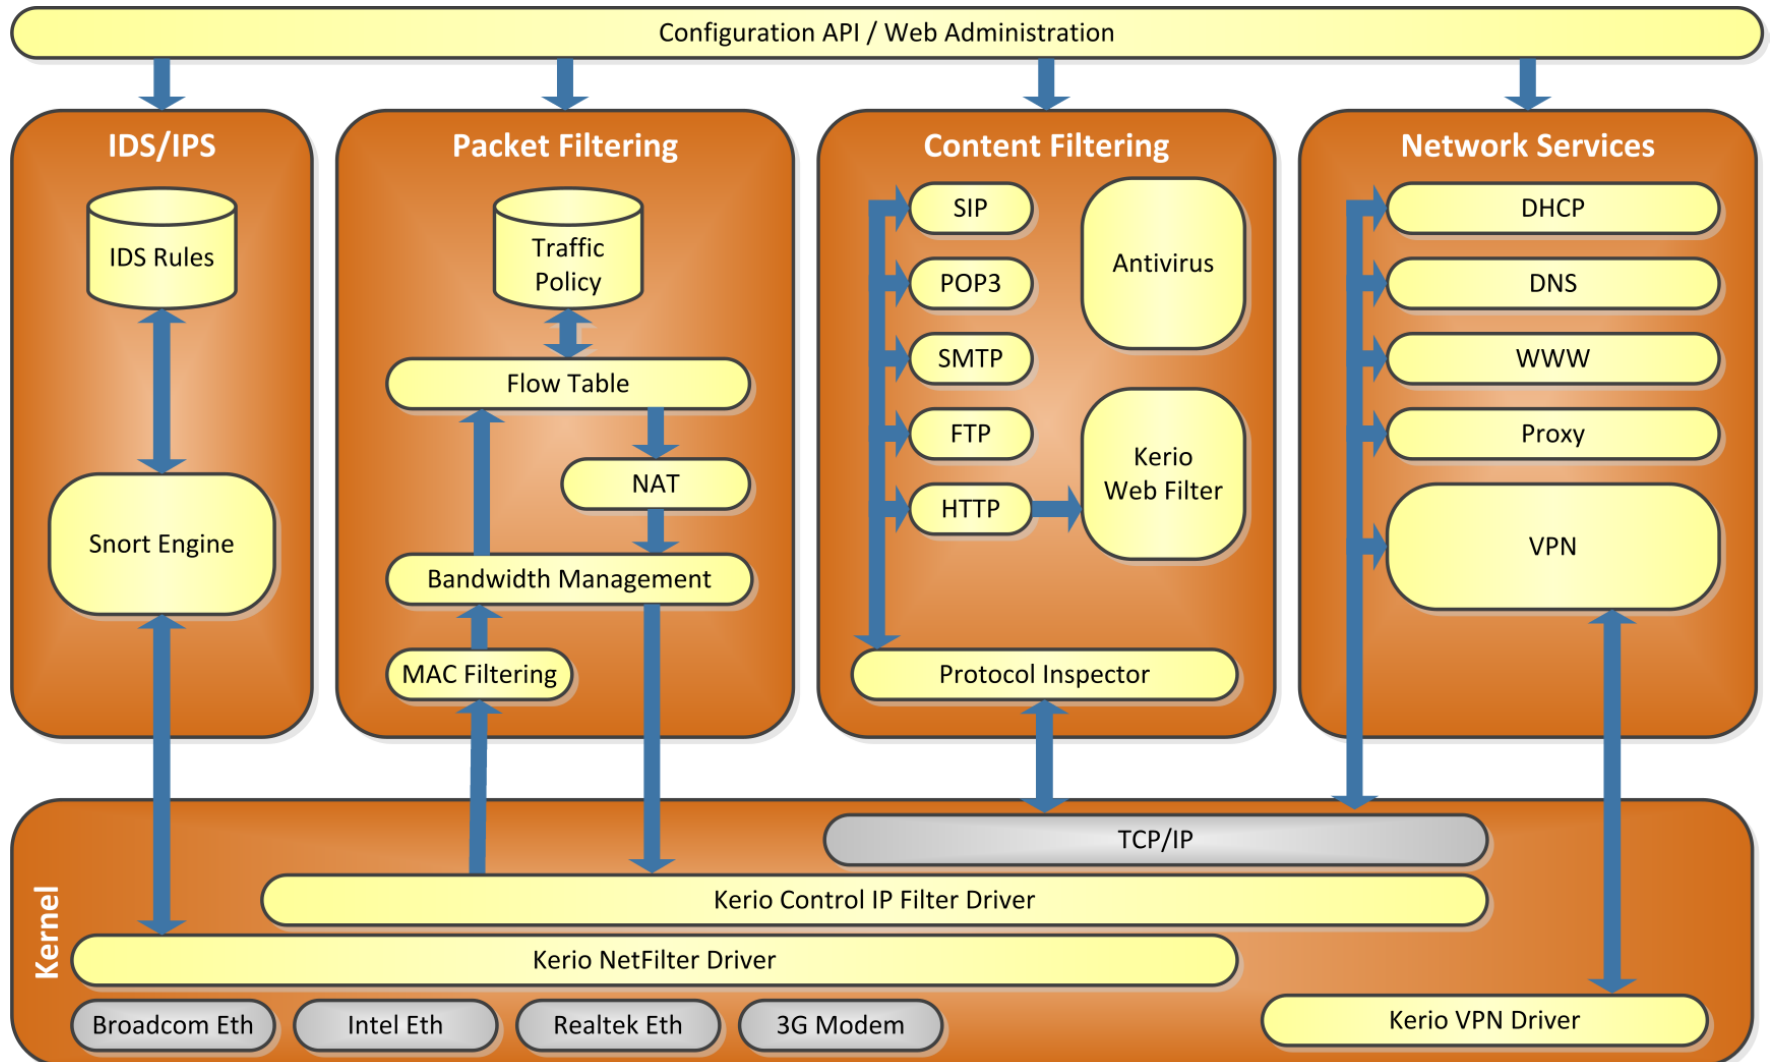 Configuration API / Web Administration
IDS/IPS
IDS Rules
Snort Engine
Packet Filtering
Traffic
Policy
Flow Table
NAT
Bandwidth Management
MAC Filtering
Content Filtering
SIP
POP3
SMTP
FTP
HTTP
Antivirus
Kerio
Web Filter
Protocol Inspector
Network Services
DHCP
DNS
WWW
Proxy
VPN
Kernel
TCP/IP
Kerio Control IP Filter Driver
Kerio NetFilter Driver
Broadcom Eth
Intel Eth
Realtek Eth
3G Modem
Kerio VPN Driver